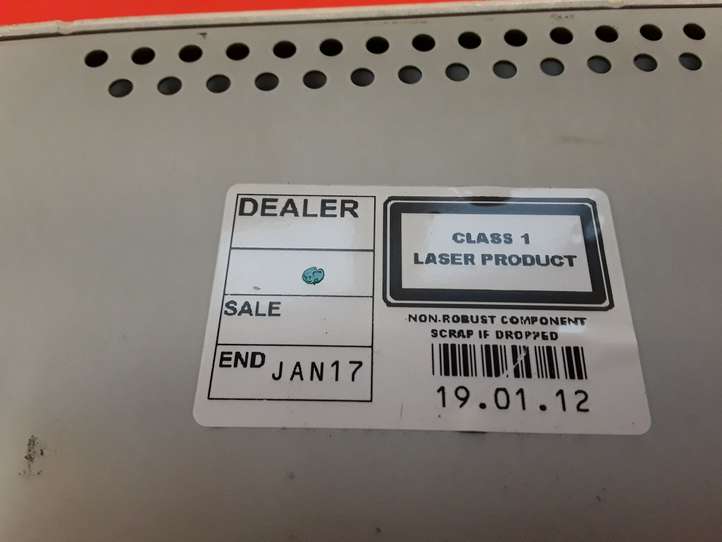 DEALER
SALE
END JAN17
CLASS 1
LASER PRODUCT
NON-ROBUST COMPONENT
SCRAP IF DROPPED
19.01.12